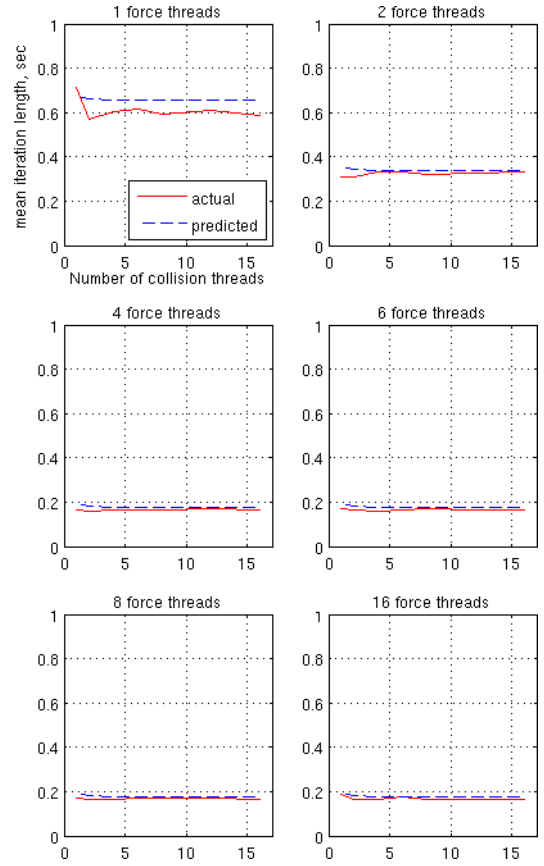 1 force threads
1
0.8
0.6
0.4
0.2
0
mean iteration length, sec
actual
predicted
0 5 10 15
Number of collision threads
2 force threads
1
0.8
0.6
0.4
0.2
0
0 5 10 15
4 force threads
1
0.8
0.6
0.4
0.2
0
0 5 10 15
6 force threads
1
0.8
0.6
0.4
0.2
0
0 5 10 15
8 force threads
1
0.8
0.6
0.4
0.2
0
0 5 10 15
16 force threads
1
0.8
0.6
0.4
0.2
0
0 5 10 15